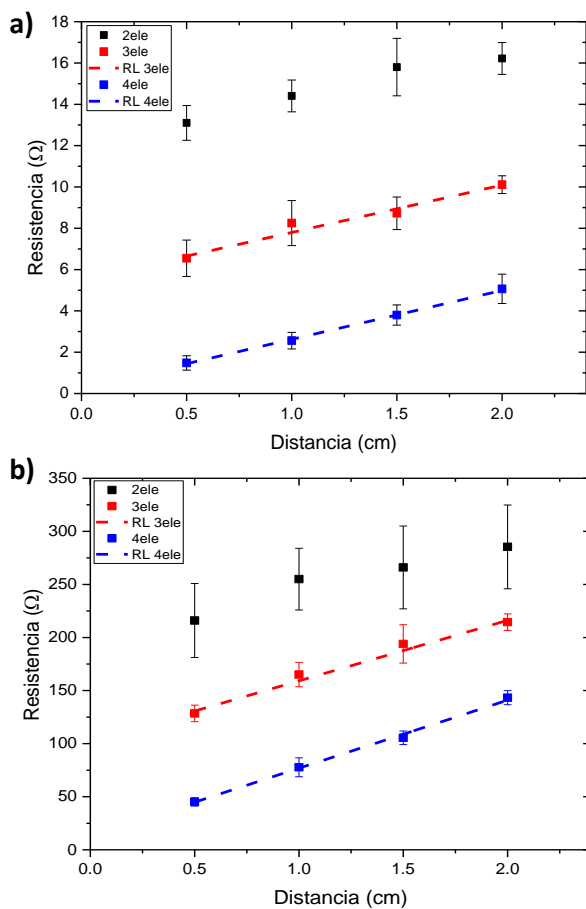 a)
18
16
14
12
10
8
6
4
2
0
Resistencia (Ω)
2ele
3ele
RL 3ele
4ele
RL 4ele
0.0 0.5 1.0 1.5 2.0
Distancia (cm)
b)
350
300
250
200
150
100
50
0
Resistencia (Ω)
2ele
3ele
RL 3ele
4ele
RL 4ele
0.0 0.5 1.0 1.5 2.0
Distancia (cm)